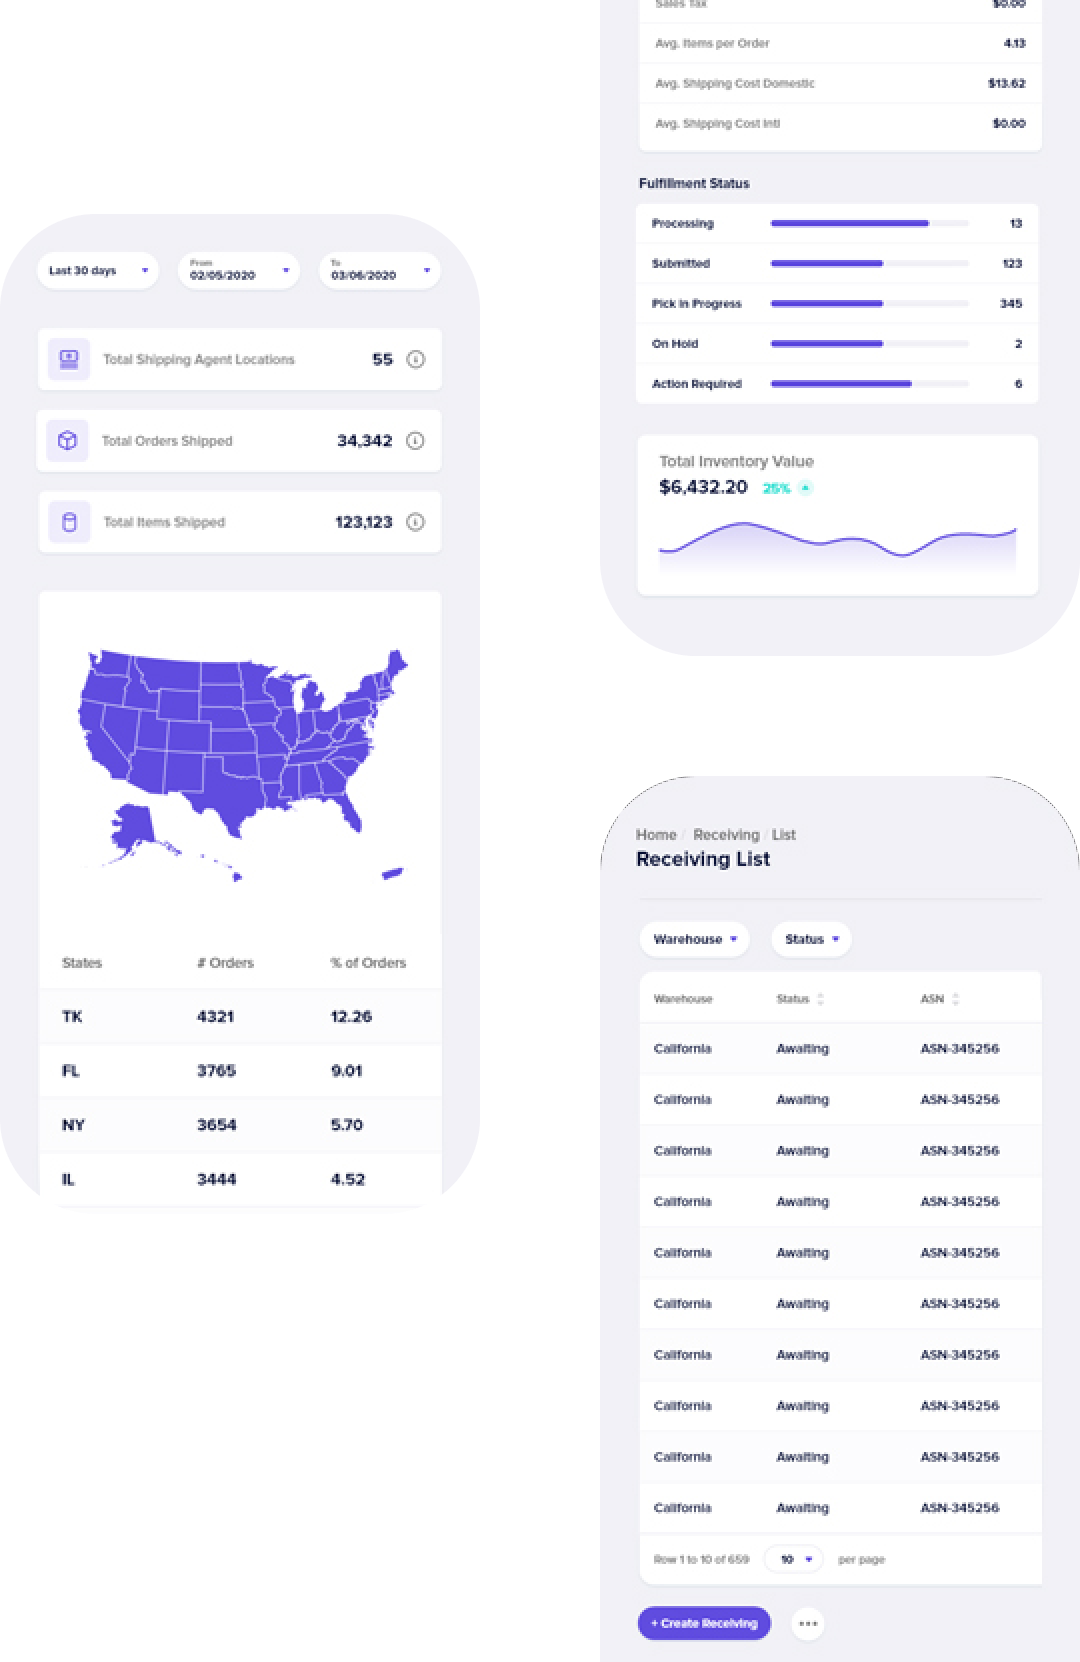 Last 30 days
From
02/05/2020
To
03/06/2020
Total Shipping Agent Locations 55
Total Orders Shipped 34,342
Total Items Shipped 123,123
States # Orders % of Orders
TK 4321 12.26
FL 3765 9.01
NY 3654 5.70
IL 3444 4.52
Sales Tax $0.00
Avg. Items per Order 4.13
Avg. Shipping Cost Domestic $13.62
Avg. Shipping Cost Intl $0.00
Fulfillment Status
Processing 13
Submitted 123
Pick in Progress 345
On Hold 2
Action Required 6
Total Inventory Value
$6,432.20 25%
Home / Receiving / List
Receiving List
Warehouse Status
Warehouse Status ASN
California Awaiting ASN-345256
California Awaiting ASN-345256
California Awaiting ASN-345256
California Awaiting ASN-345256
California Awaiting ASN-345256
California Awaiting ASN-345256
California Awaiting ASN-345256
California Awaiting ASN-345256
California Awaiting ASN-345256
California Awaiting ASN-345256
Row 1 to 10 of 659 10 per page
+ Create Receiving